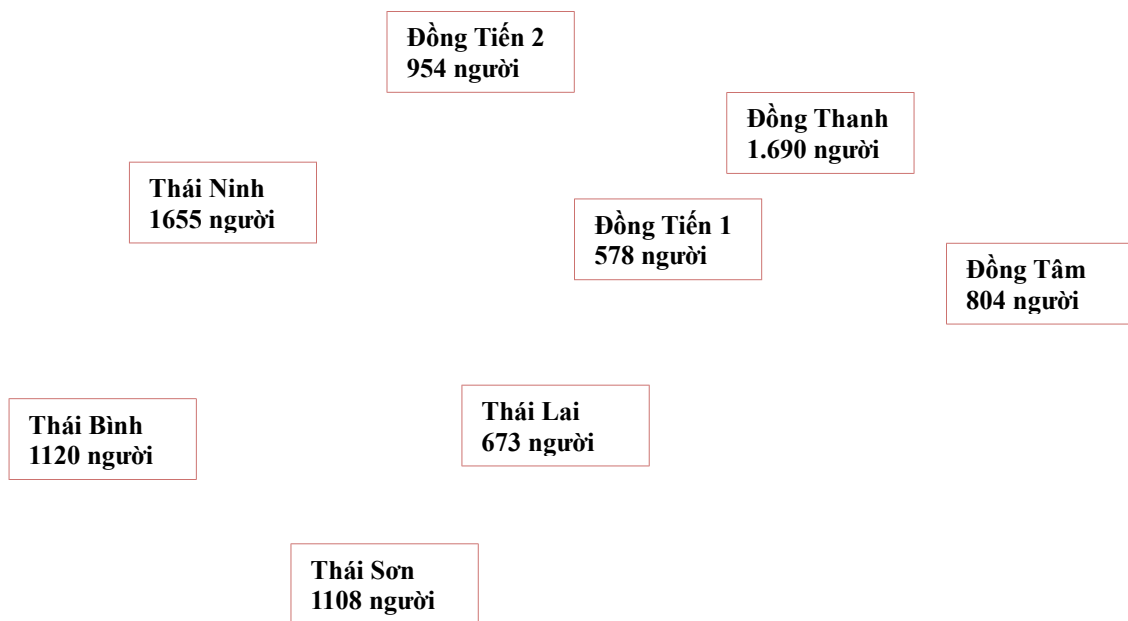 Đồng Tiến 2
954 người
Đồng Thanh
1.690 người
Thái Ninh
1655 người
Đồng Tiến 1
578 người
Đồng Tâm
804 người
Thái Lai
673 người
Thái Bình
1120 người
Thái Sơn
1108 người